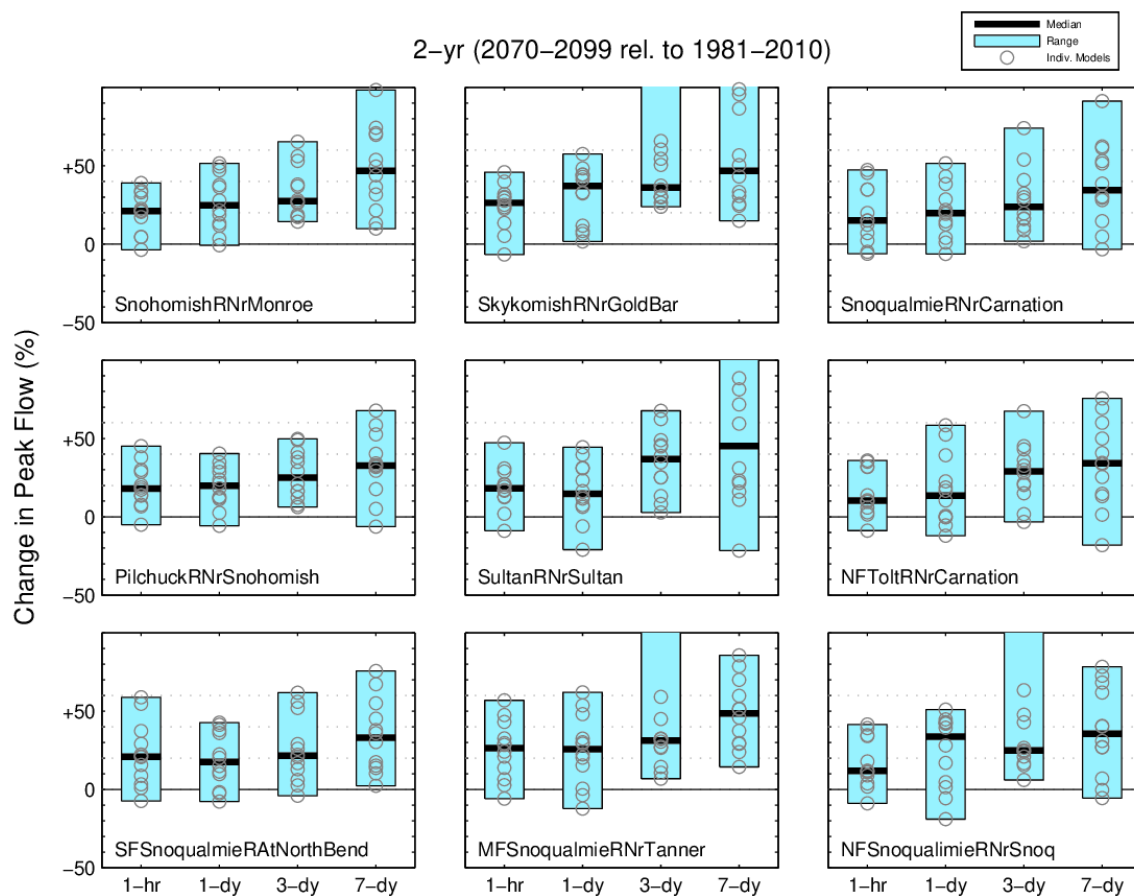 2−yr (2070−2099 rel. to 1981−2010)
Median
Range
Indiv. Models
Change in Peak Flow (%)
+50
0
−50
SnohomishRNrMonroe
SkykomishRNrGoldBar
SnoqualmieRNrCarnation
+50
0
−50
PilchuckRNrSnohomish
SultanRNrSultan
NFToltRNrCarnation
+50
0
−50
SFSnoqualmieRAtNorthBend
MFSnoqualmieRNrTanner
NFSnoqualimieRNrSnoq
1−hr 1−dy 3−dy 7−dy
1−hr 1−dy 3−dy 7−dy
1−hr 1−dy 3−dy 7−dy